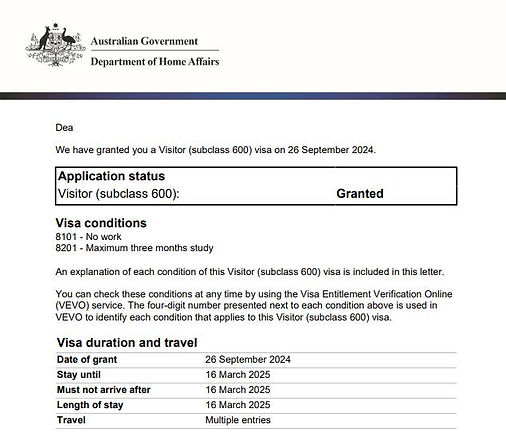 Australian Government
Department of Home Affairs
Dea
We have granted you a Visitor (subclass 600) visa on 26 September 2024.
Application status
Visitor (subclass 600): Granted
Visa conditions
8101 - No work
8201 - Maximum three months study
An explanation of each condition of this Visitor (subclass 600) visa is included in this letter.
You can check these conditions at any time by using the Visa Entitlement Verification Online
(VEVO) service. The four-digit number presented next to each condition above is used in
VEVO to identify each condition that applies to this Visitor (subclass 600) visa.
Visa duration and travel
Date of grant 26 September 2024
Stay until 16 March 2025
Must not arrive after 16 March 2025
Length of stay 16 March 2025
Travel Multiple entries